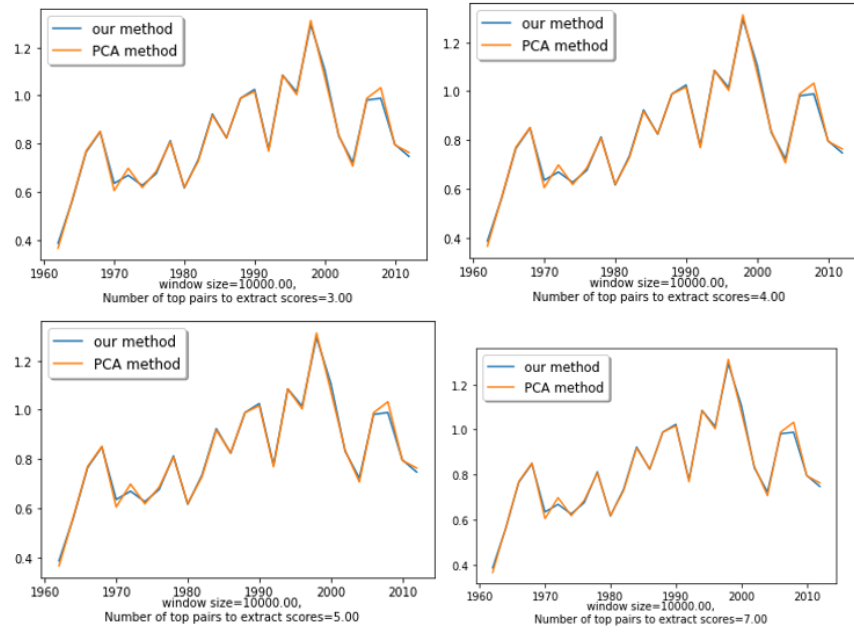 our method
PCA method
1.2
1.0
0.8
0.6
0.4
1960 1970 1980 1990 2000 2010
window size=10000.00,
Number of top pairs to extract scores=3.00
our method
PCA method
1.2
1.0
0.8
0.6
0.4
1960 1970 1980 1990 2000 2010
window size=10000.00,
Number of top pairs to extract scores=4.00
our method
PCA method
1.2
1.0
0.8
0.6
0.4
1960 1970 1980 1990 2000 2010
window size=10000.00,
Number of top pairs to extract scores=5.00
our method
PCA method
1.2
1.0
0.8
0.6
0.4
1960 1970 1980 1990 2000 2010
window size=10000.00,
Number of top pairs to extract scores=7.00